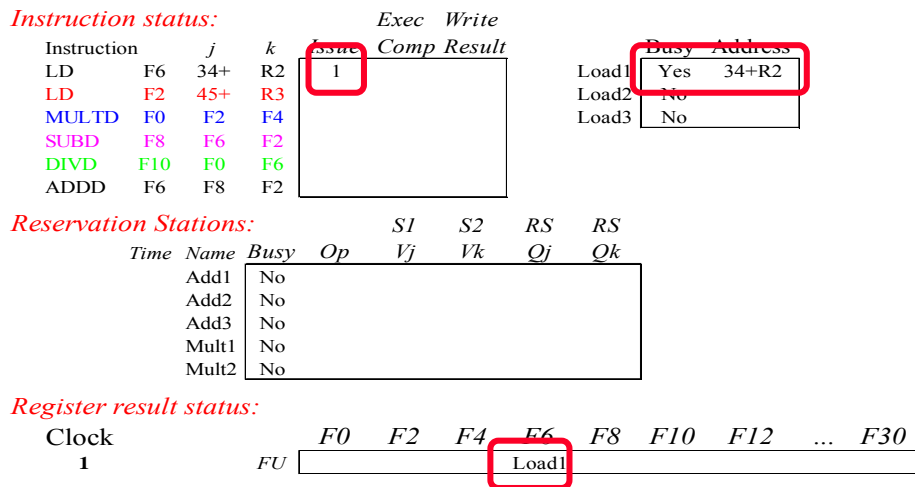 Instruction status: Exec Write
Instruction j k Issue Comp Result Busy Address
LD F6 34+ R2 1 Load1 Yes 34+R2
LD F2 45+ R3 Load2 No
MULTD F0 F2 F4 Load3 No
SUBD F8 F6 F2
DIVD F10 F0 F6
ADDD F6 F8 F2
Reservation Stations: S1 S2 RS RS
Time Name Busy Op Vj Vk Qj Qk
Add1 No
Add2 No
Add3 No
Mult1 No
Mult2 No
Register result status:
Clock F0 F2 F4 F6 F8 F10 F12 ... F30
1 FU Load1